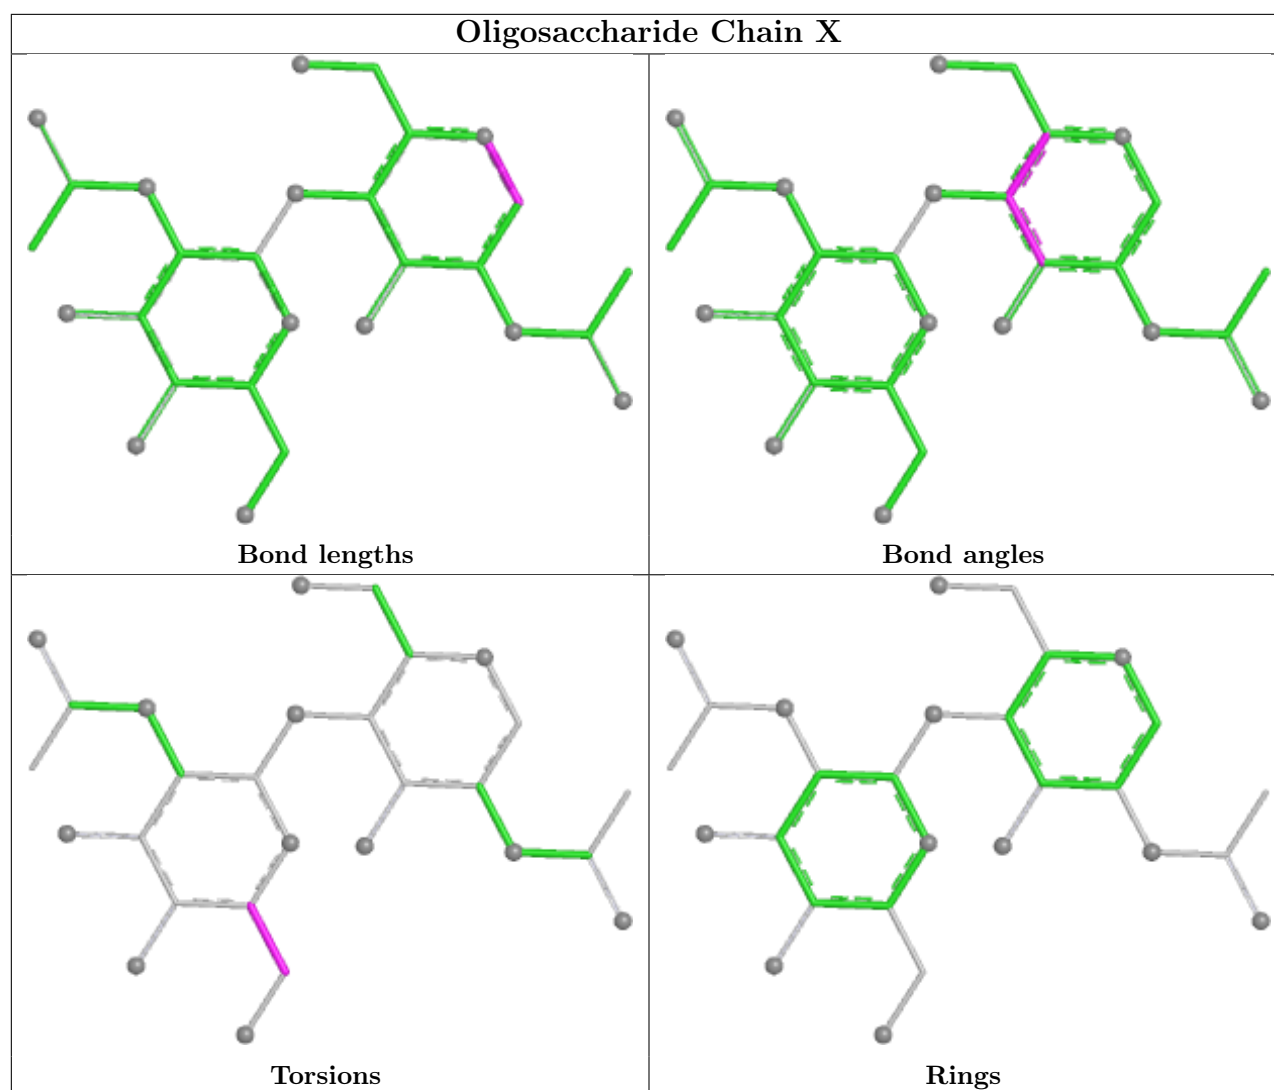 Oligosaccharide Chain X
Bond lengths
Bond angles
Torsions
Rings